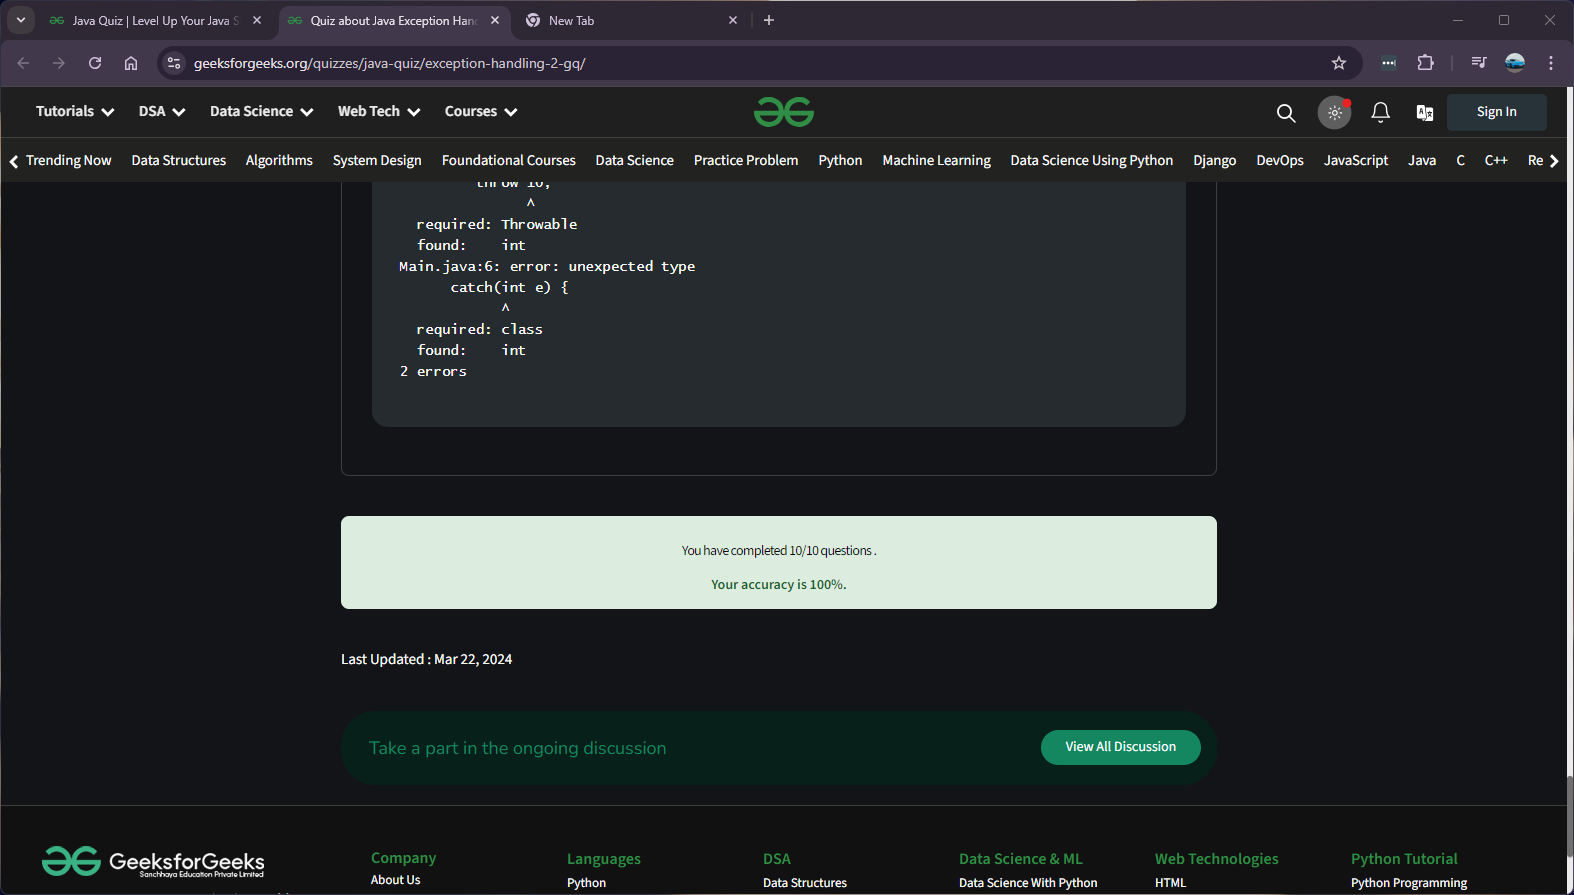 Java Quiz | Level Up Your Java S
Quiz about Java Exception Han
New Tab
geeksforgeeks.org/quizzes/java-quiz/exception-handling-2-gq/
Tutorials DSA Data Science Web Tech Courses Sign In
Trending Now Data Structures Algorithms System Design Foundational Courses Data Science Practice Problem Python Machine Learning Data Science Using Python Django DevOps JavaScript Java C C++ Re
throw 10;
^
required: Throwable
found:    int
Main.java:6: error: unexpected type
catch(int e) {
^
required: class
found:    int
2 errors
You have completed 10/10 questions .
Your accuracy is 100%.
Last Updated : Mar 22, 2024
Take a part in the ongoing discussion
View All Discussion
GeeksforGeeks
Sanchhaya Education Private Limited
Company
About Us
Languages
Python
DSA
Data Structures
Data Science & ML
Data Science With Python
Web Technologies
HTML
Python Tutorial
Python Programming